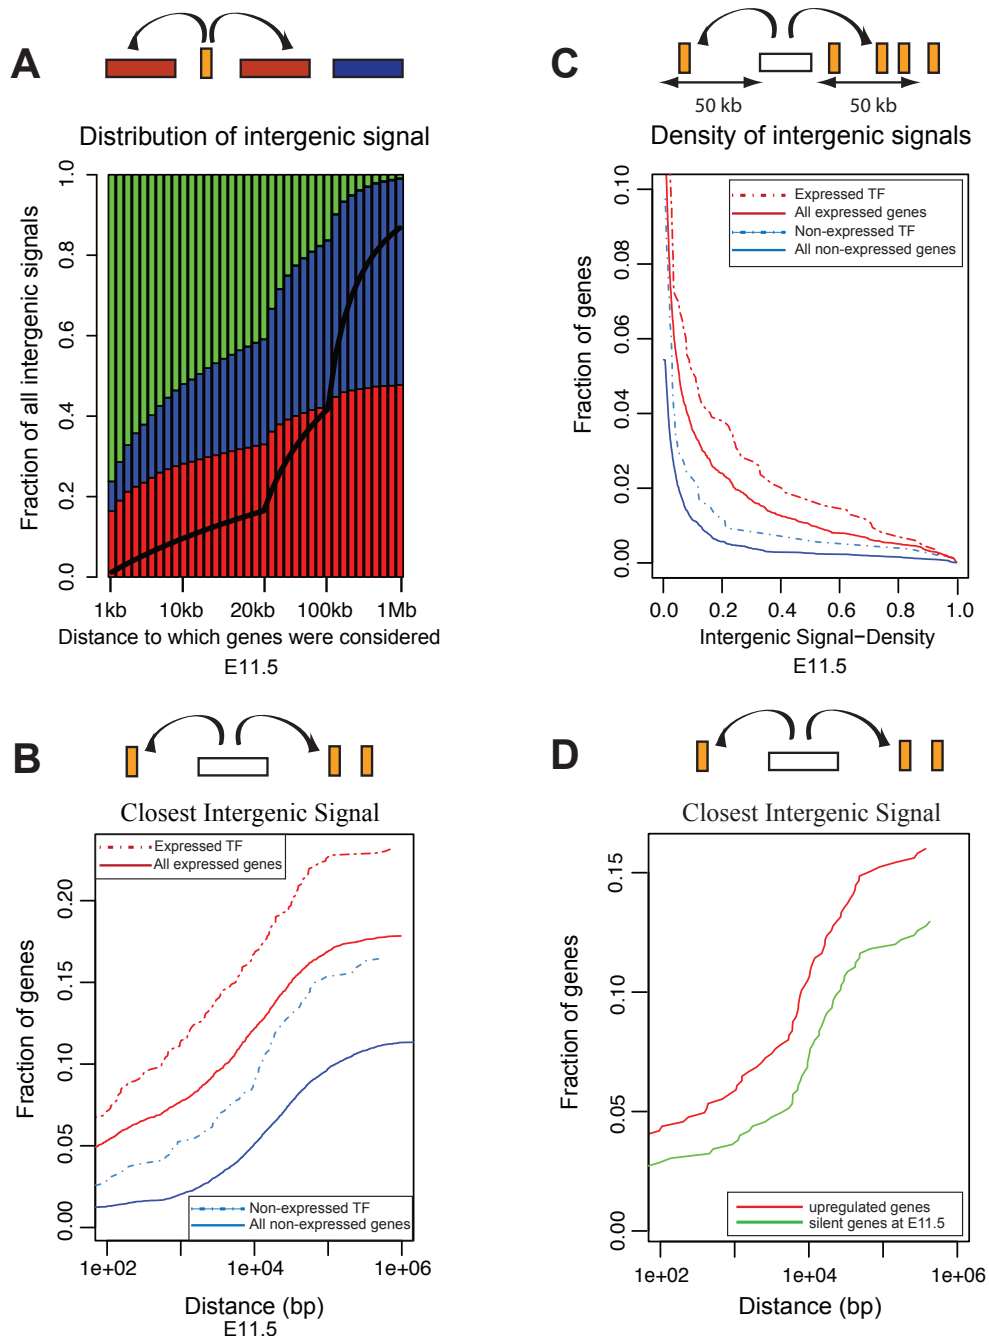 A
Distribution of intergenic signal
Fraction of all intergenic signals
1.0
0.8
0.6
0.4
0.2
0.0
1kb 10kb 20kb 100kb 1Mb
Distance to which genes were considered
E11.5
C
50 kb 50 kb
Density of intergenic signals
Fraction of genes
0.10
0.08
0.06
0.04
0.02
0.00
Expressed TF
All expressed genes
Non-expressed TF
All non-expressed genes
0.0 0.2 0.4 0.6 0.8 1.0
Intergenic Signal-Density
E11.5
B
Closest Intergenic Signal
Expressed TF
All expressed genes
Fraction of genes
0.20
0.15
0.10
0.05
0.00
Non-expressed TF
All non-expressed genes
1e+02 1e+04 1e+06
Distance (bp)
E11.5
D
Closest Intergenic Signal
Fraction of genes
0.15
0.10
0.05
0.00
upregulated genes
silent genes at E11.5
1e+02 1e+04 1e+06
Distance (bp)